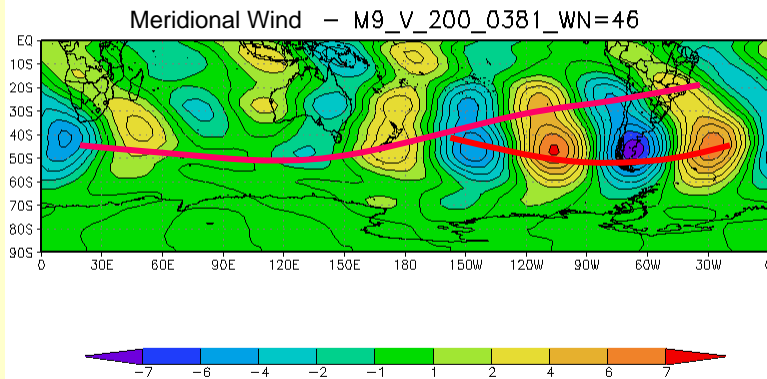 Meridional Wind – M9_V_200_0381_WN=46
EQ
10S
20S
30S
40S
50S
60S
70S
80S
90S
0 30E 60E 90E 120E 150E 180 150W 120W 90W 60W 30W 0
-7 -6 -4 -2 -1 1 2 4 6 7